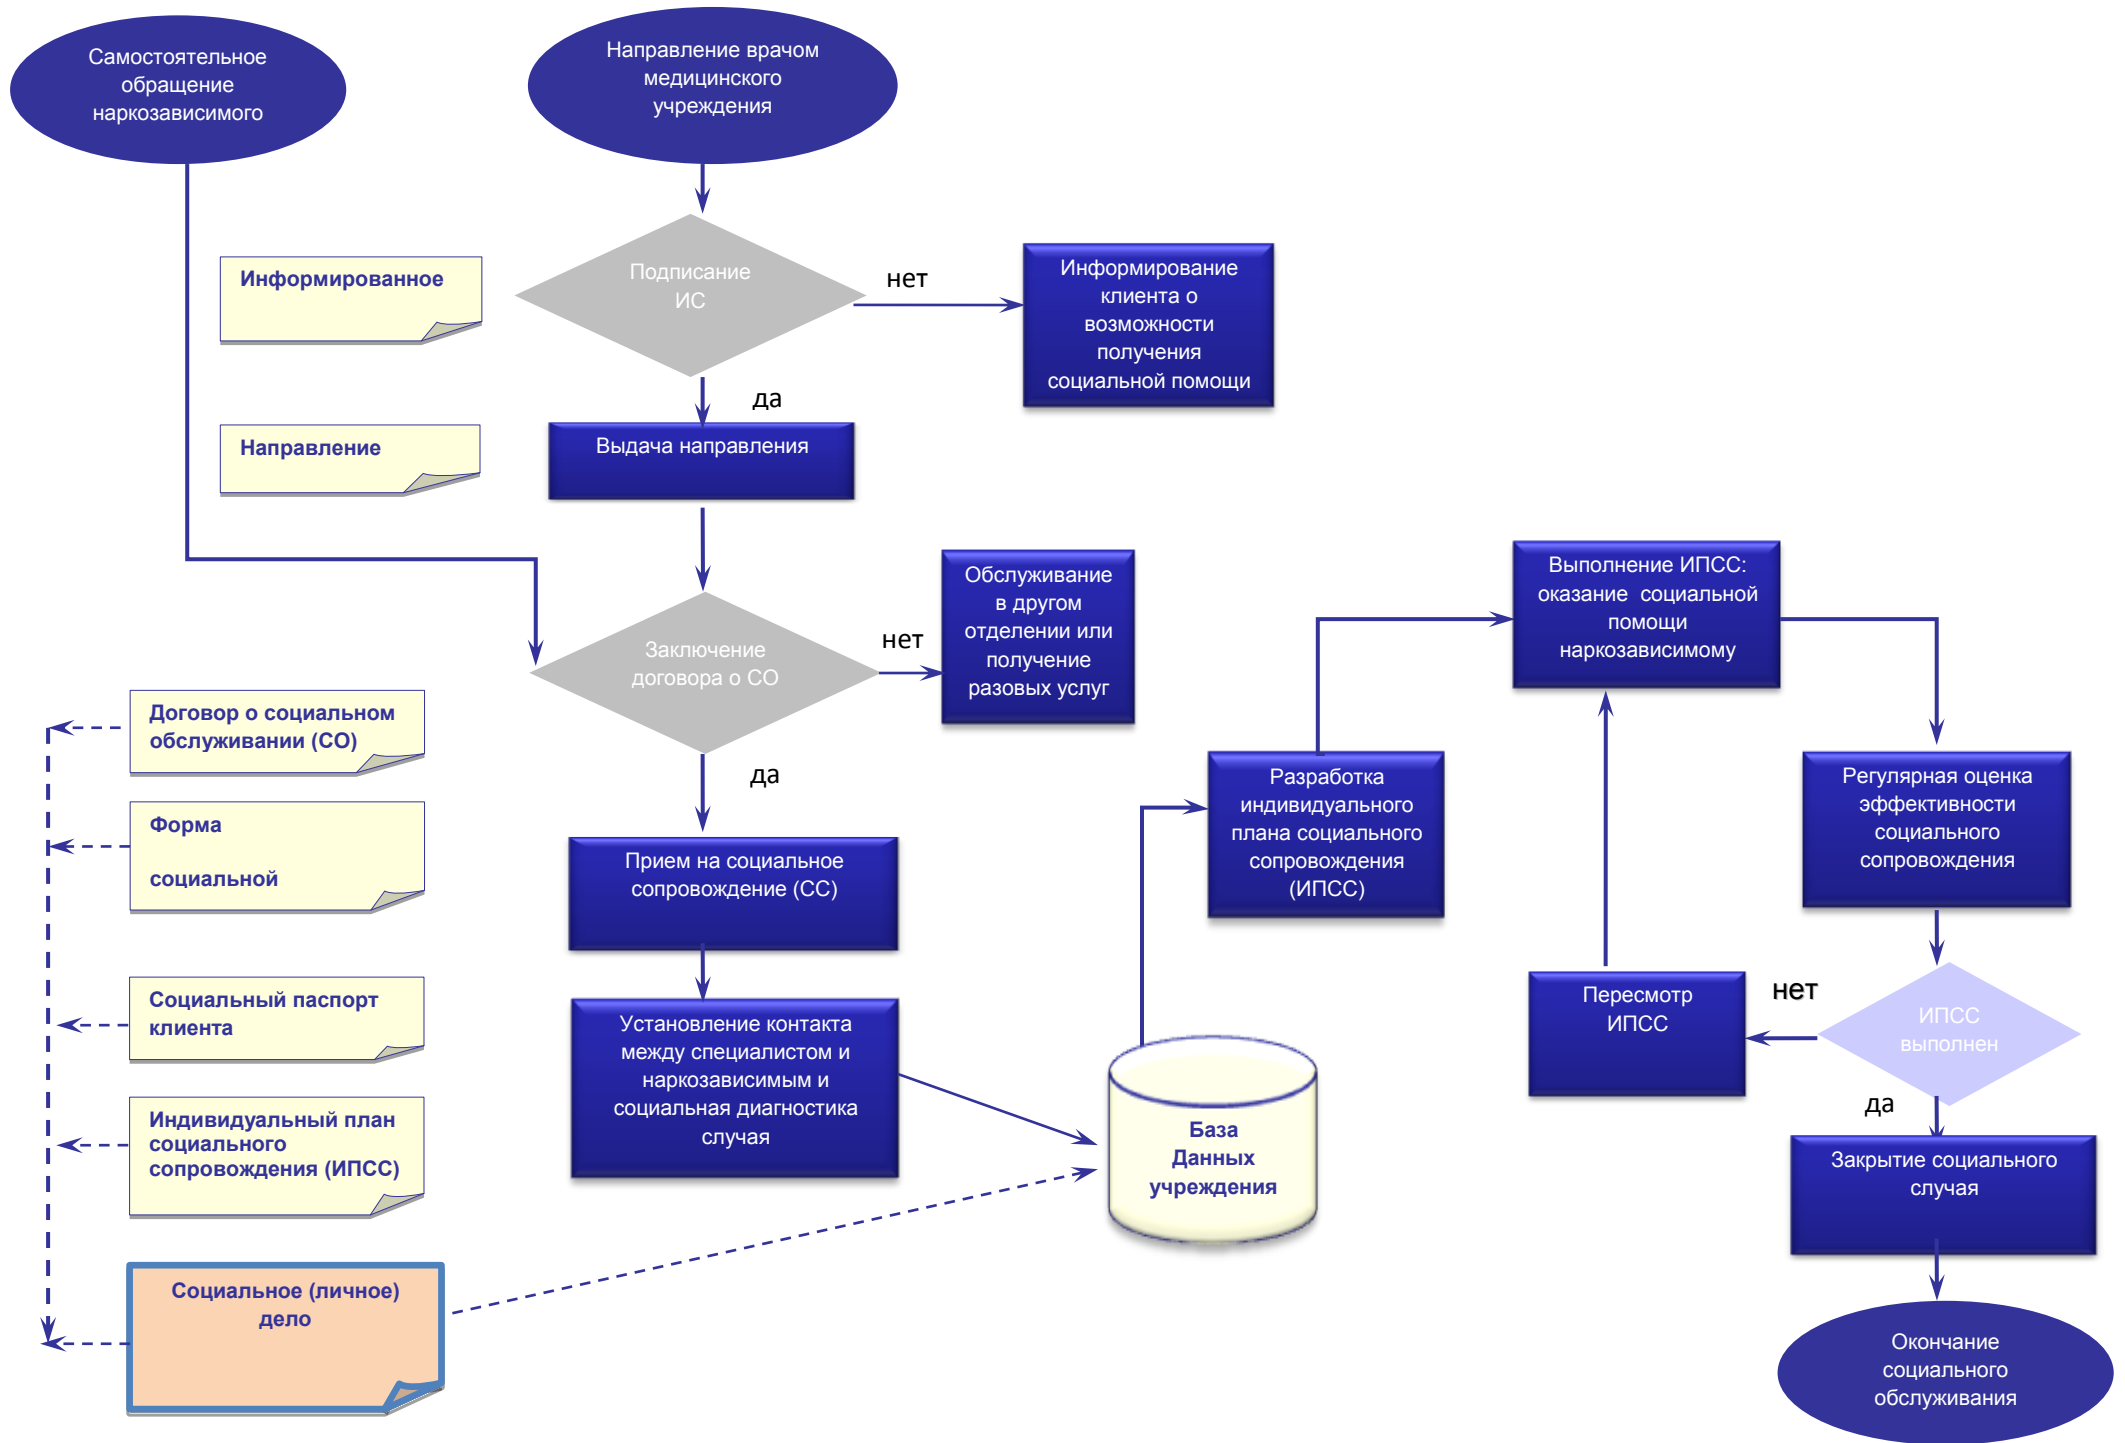 Самостоятельное
обращение
наркозависимого
Направление врачом
медицинского
учреждения
Информированное
Подписание
ИС
нет
Информирование
клиента о
возможности
получения
социальной помощи
да
Направление
Выдача направления
Заключение
договора о СО
нет
Обслуживание
в другом
отделении или
получение
разовых услуг
да
Договор о социальном
обслуживании (СО)
Форма
социальной
Прием на социальное
сопровождение (СС)
Социальный паспорт
клиента
Установление контакта
между специалистом и
наркозависимым и
социальная диагностика
случая
Индивидуальный план
социального
сопровождения (ИПСС)
Социальное (личное)
дело
База
Данных
учреждения
Разработка
индивидуального
плана социального
сопровождения
(ИПСС)
Выполнение ИПСС:
оказание социальной
помощи
наркозависимому
Регулярная оценка
эффективности
социального
сопровождения
Пересмотр
ИПСС
нет
ИПСС
выполнен
да
Закрытие социального
случая
Окончание
социального
обслуживания